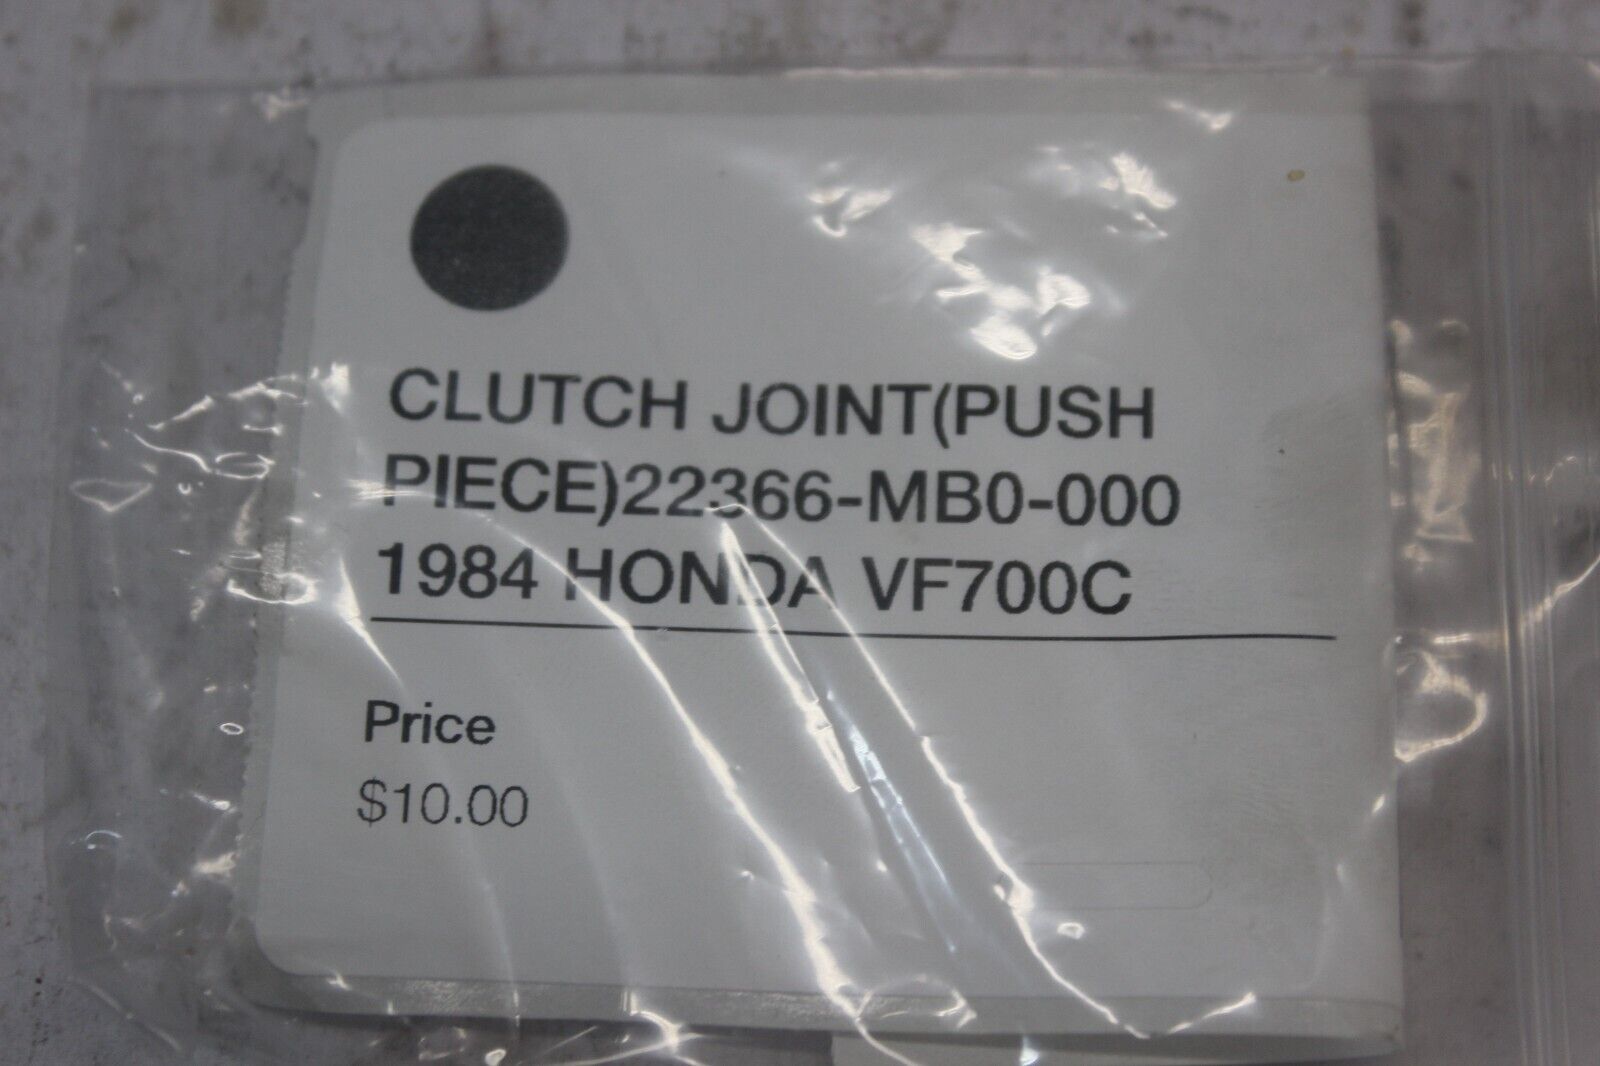 CLUTCH JOINT(PUSH
PIECE)22366-MB0-000
1984 HONDA VF700C
Price
$10.00